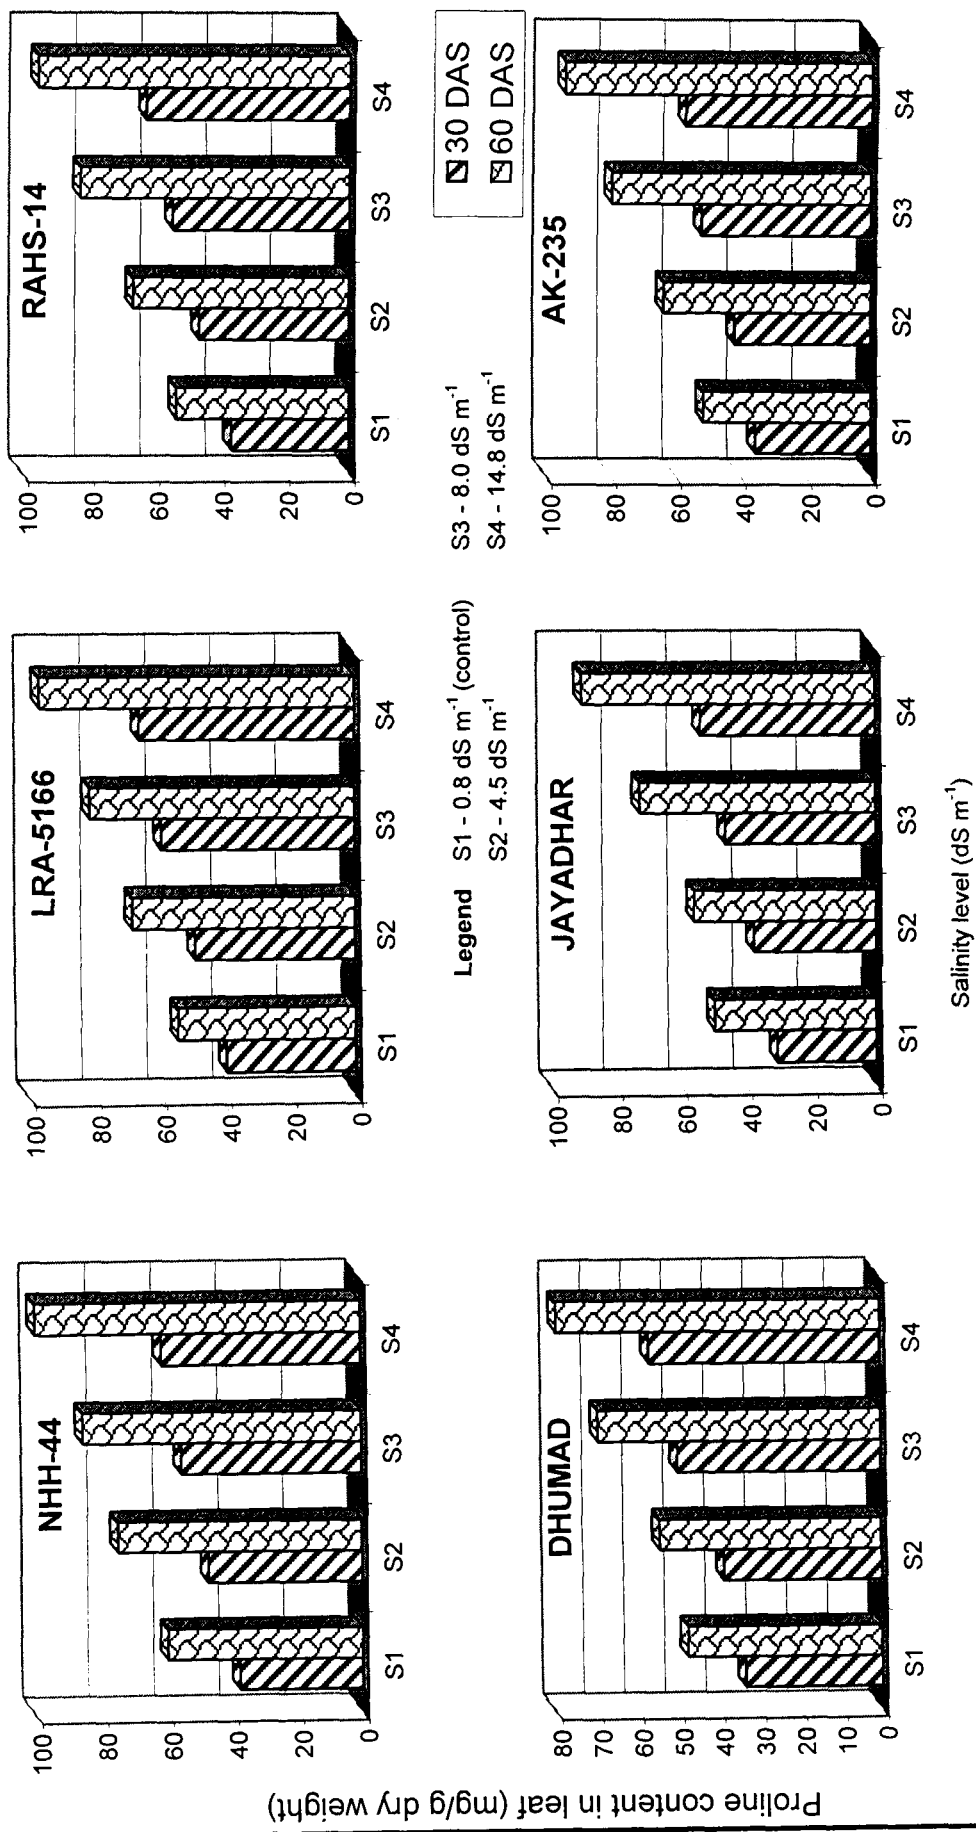 Proline content in leaf (mg/g dry weight)
NHH-44
100
80
60
40
20
0
S1 S2 S3 S4
LRA-5166
100
80
60
40
20
0
S1 S2 S3 S4
RAHS-14
100
80
60
40
20
0
S1 S2 S3 S4
Legend S1 - 0.8 dS m⁻¹ (control) S3 - 8.0 dS m⁻¹
S2 - 4.5 dS m⁻¹ S4 - 14.8 dS m⁻¹
30 DAS
60 DAS
DHUMAD
80
70
60
50
40
30
20
10
0
S1 S2 S3 S4
JAYADHAR
100
80
60
40
20
0
S1 S2 S3 S4
AK-235
100
80
60
40
20
0
S1 S2 S3 S4
Salinity level (dS m⁻¹)